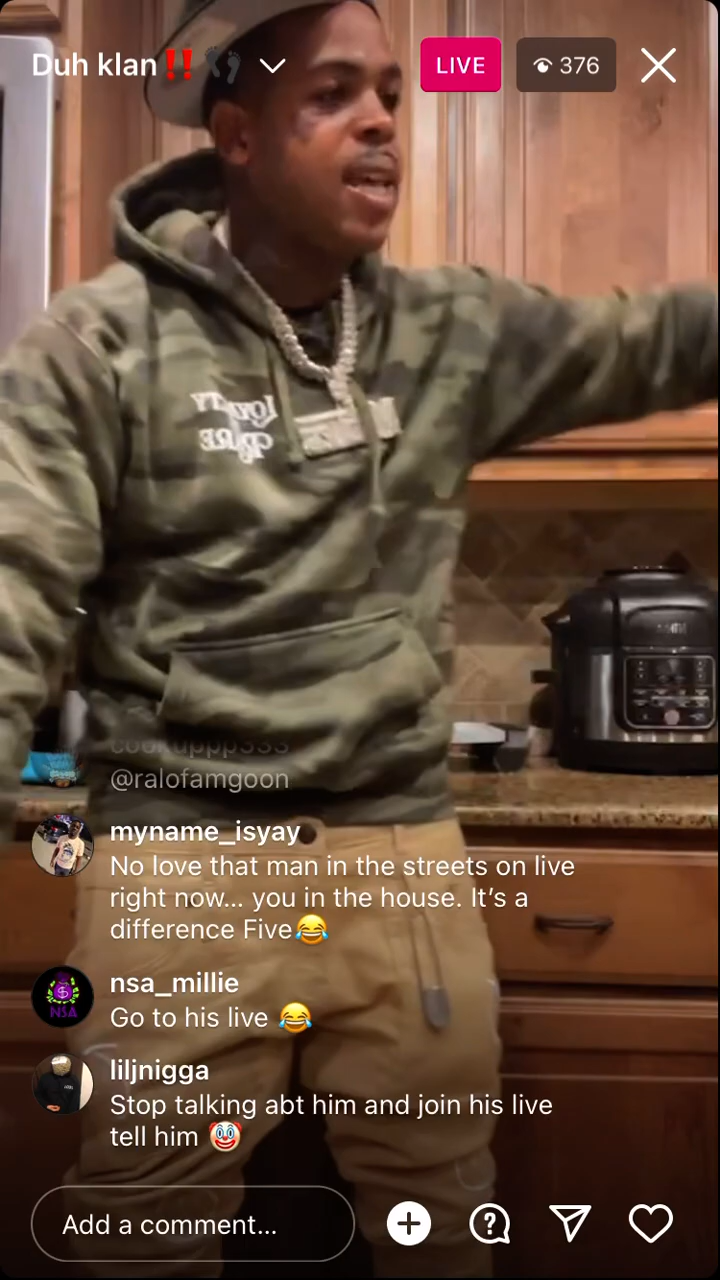 Duh klan‼️👣
LIVE
376
cookuppp333
@ralofamgoon
myname_isyay
No love that man in the streets on live
right now... you in the house. It’s a
difference Five😂
nsa_millie
Go to his live 😂
NSA
liljnigga
Stop talking abt him and join his live
tell him 🤡
Add a comment...